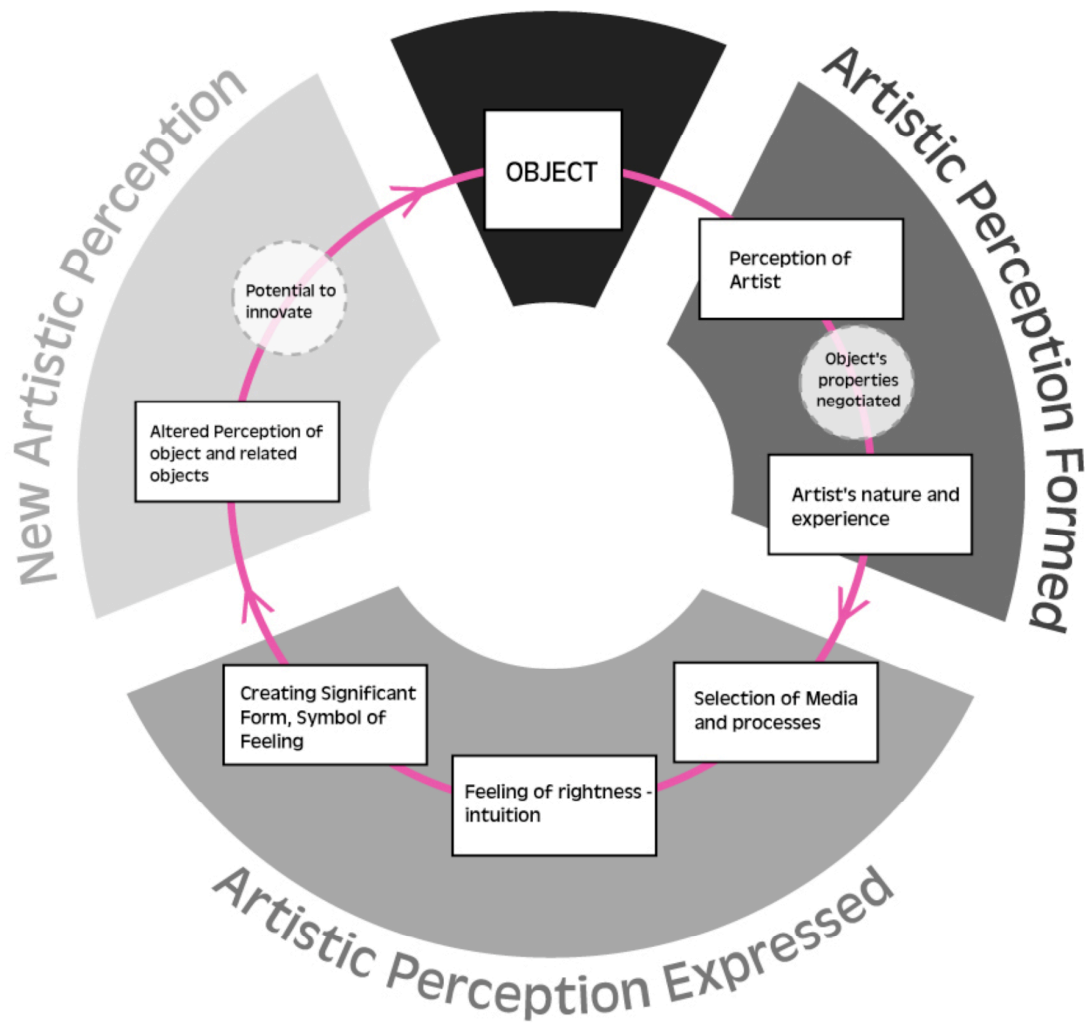 OBJECT
Artistic Perception Formed
Perception of
Artist
Object's
properties
negotiated
Artist's nature and
experience
Selection of Media
and processes
Feeling of rightness -
intuition
Creating Significant
Form, Symbol of
Feeling
Artistic Perception Expressed
Altered Perception of
object and related
objects
Potential to
innovate
New Artistic Perception